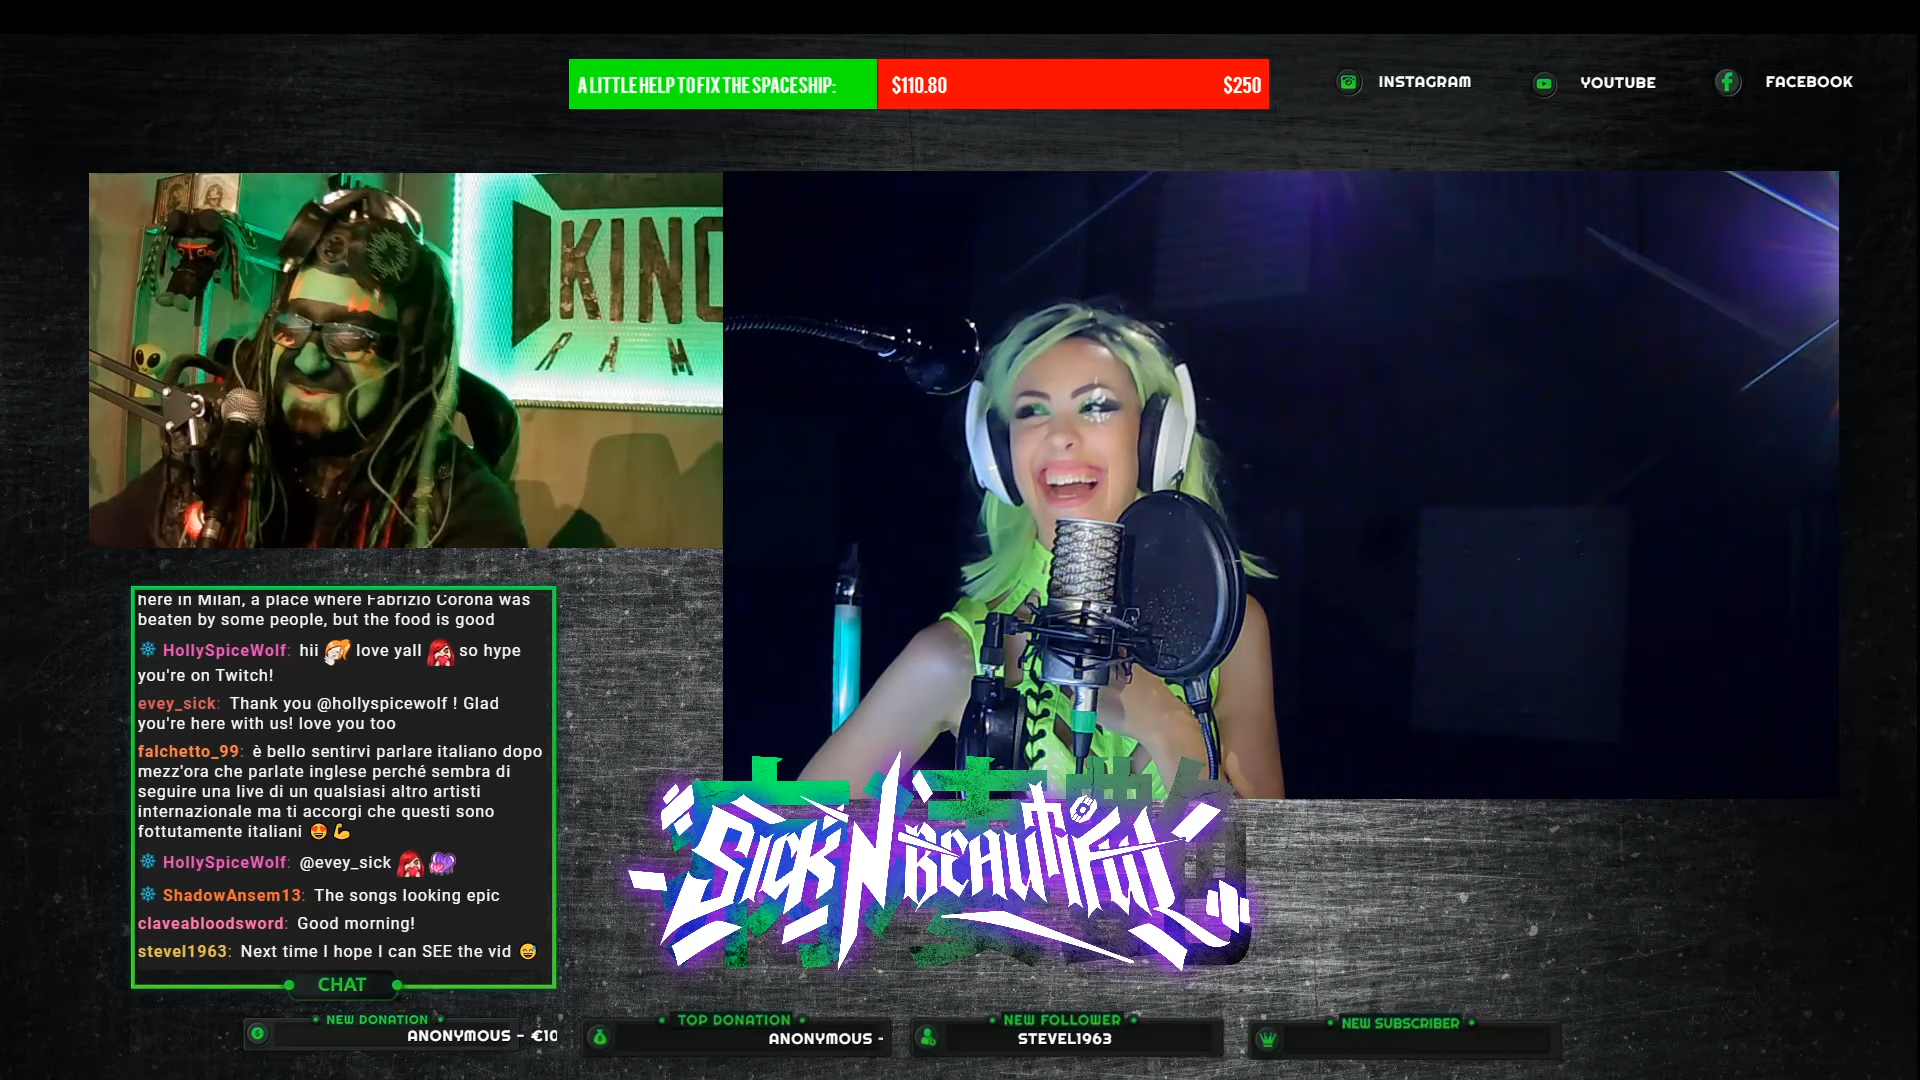 A LITTLE HELP TO FIX THE SPACESHIP: $110.80 $250
INSTAGRAM YOUTUBE FACEBOOK
KING
RAM
here in Milan, a place where Fabrizio Corona was
beaten by some people, but the food is good
HollySpiceWolf: hii love yall so hype
you're on Twitch!
evey_sick: Thank you @hollyspicewolf ! Glad
you're here with us! love you too
falchetto_99: è bello sentirvi parlare italiano dopo
mezz'ora che parlate inglese perché sembra di
seguire una live di un qualsiasi altro artisti
internazionale ma ti accorgi che questi sono
fottutamente italiani 😍 💪
HollySpiceWolf: @evey_sick
ShadowAnsem13: The songs looking epic
claveabloodsword: Good morning!
stevel1963: Next time I hope I can SEE the vid 😅
CHAT
SICK N BEAUTIFUL
NEW DONATION
ANONYMOUS - €10
TOP DONATION
ANONYMOUS -
NEW FOLLOWER
STEVEL1963
NEW SUBSCRIBER